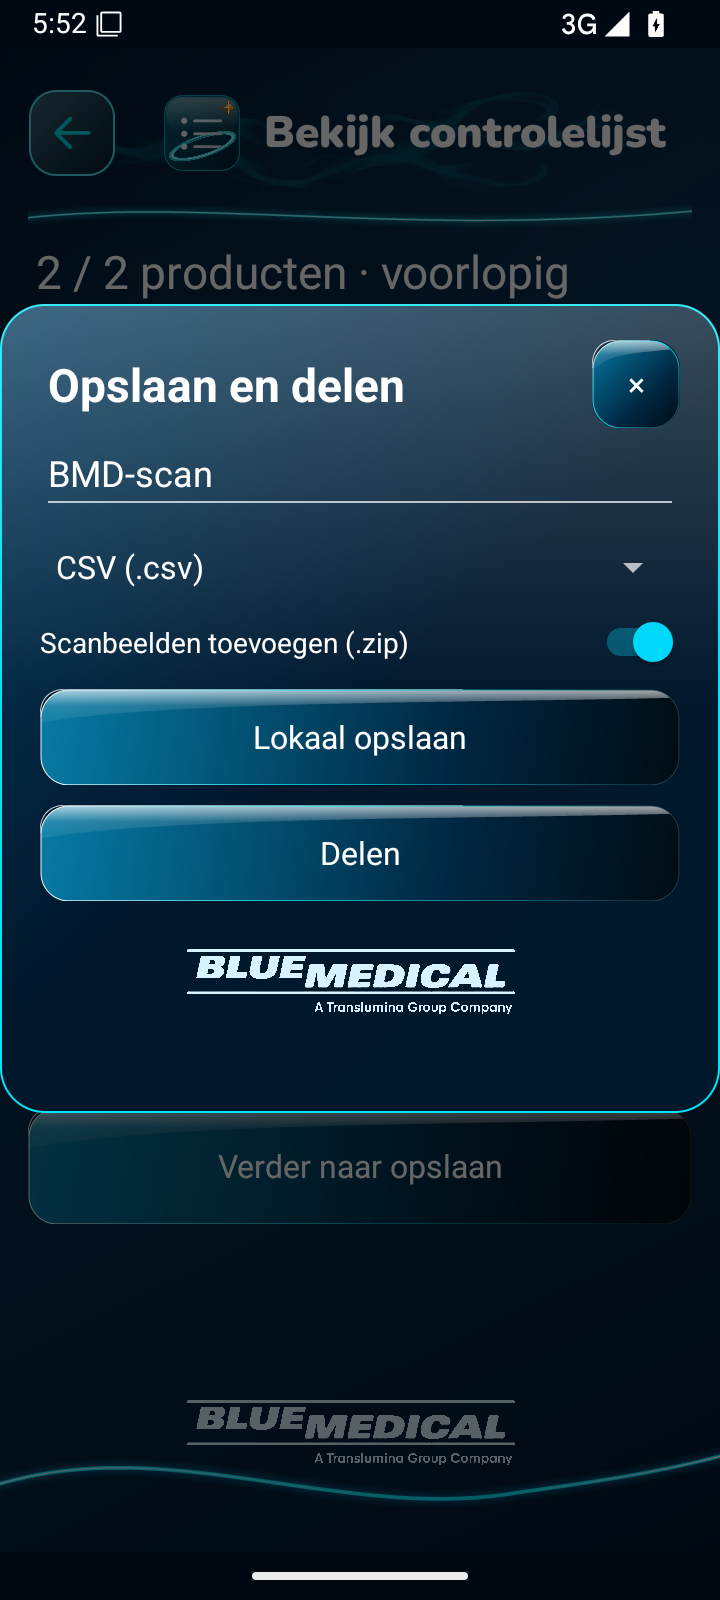 5:52
3G
Bekijk controlelijst
2 / 2 producten · voorlopig
Opslaan en delen
×
BMD-scan
CSV (.csv)
Scanbeelden toevoegen (.zip)
Lokaal opslaan
Delen
BLUEMEDICAL
A Translumina Group Company
Verder naar opslaan
BLUEMEDICAL
A Translumina Group Company